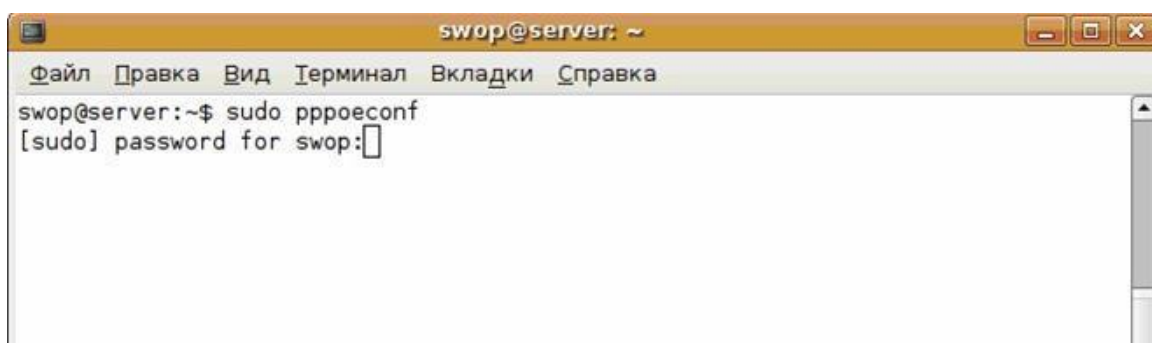 swop@server: ~
Файл Правка Вид Терминал Вкладки Справка
swop@server:~$ sudo pppoeconf
[sudo] password for swop: